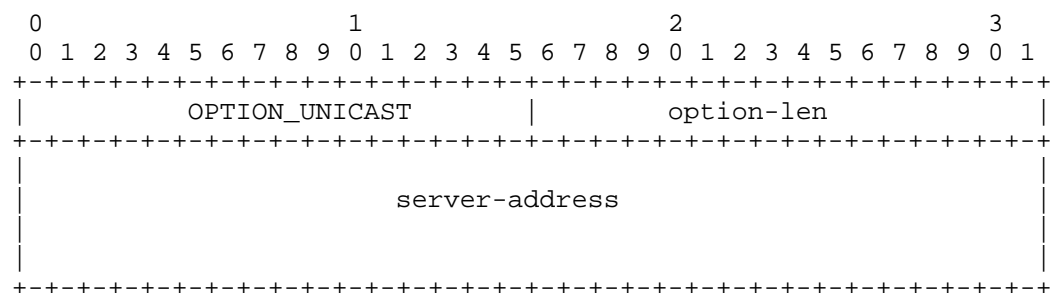 0                   1                   2                   3
 0 1 2 3 4 5 6 7 8 9 0 1 2 3 4 5 6 7 8 9 0 1 2 3 4 5 6 7 8 9 0 1
+-+-+-+-+-+-+-+-+-+-+-+-+-+-+-+-+-+-+-+-+-+-+-+-+-+-+-+-+-+-+-+-+
|          OPTION_UNICAST       |        option-len             |
+-+-+-+-+-+-+-+-+-+-+-+-+-+-+-+-+-+-+-+-+-+-+-+-+-+-+-+-+-+-+-+-+
|                                                               |
|                       server-address                          |
|                                                               |
|                                                               |
+-+-+-+-+-+-+-+-+-+-+-+-+-+-+-+-+-+-+-+-+-+-+-+-+-+-+-+-+-+-+-+-+